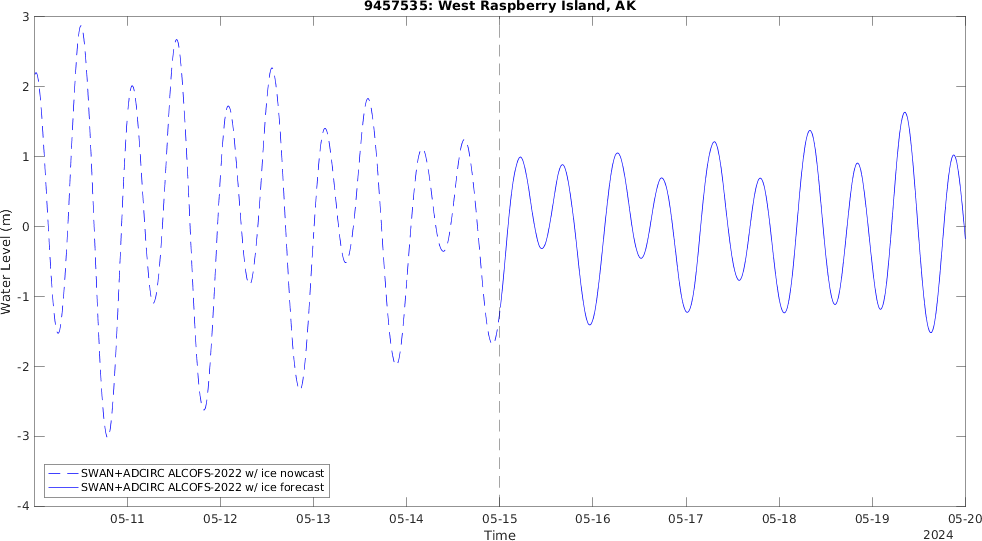 9457535: West Raspberry Island, AK
Water Level (m)
3
2
1
0
-1
-2
-3
-4
SWAN+ADCIRC ALCOFS-2022 w/ ice nowcast
SWAN+ADCIRC ALCOFS-2022 w/ ice forecast
05-11 05-12 05-13 05-14 05-15 05-16 05-17 05-18 05-19 05-20
Time
2024